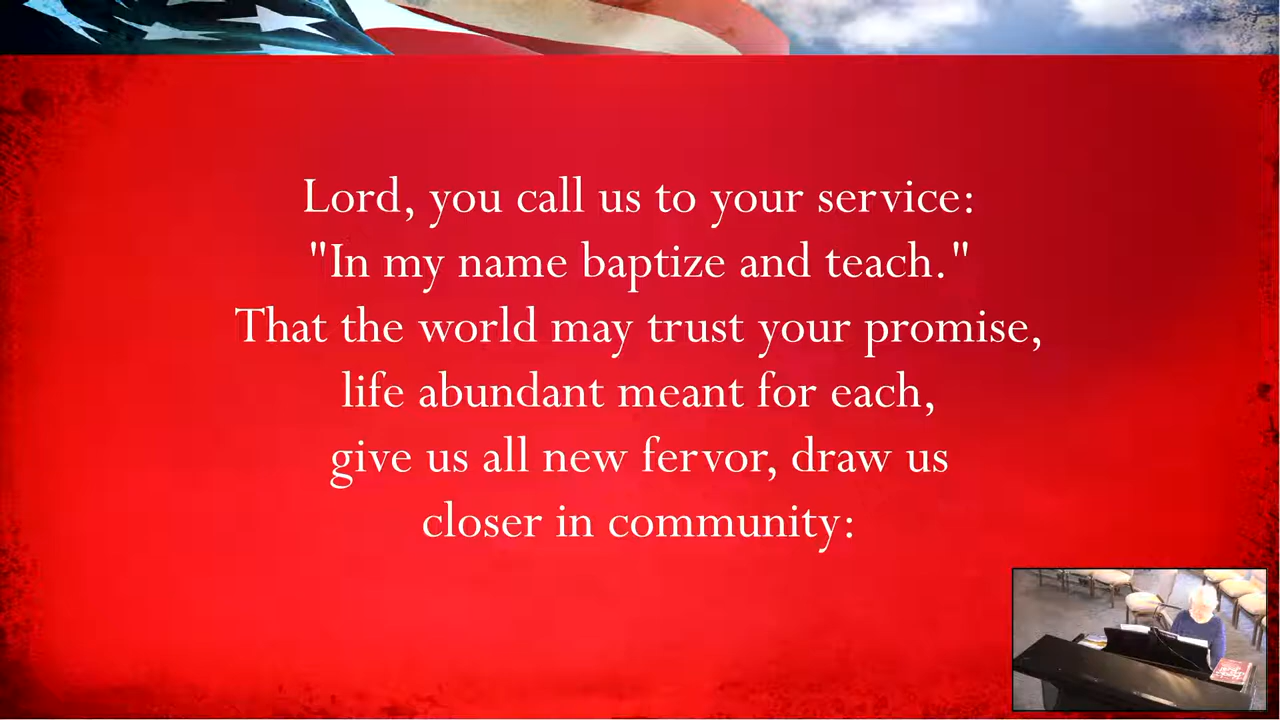 Lord, you call us to your service:
"In my name baptize and teach."
That the world may trust your promise,
life abundant meant for each,
give us all new fervor, draw us
closer in community: